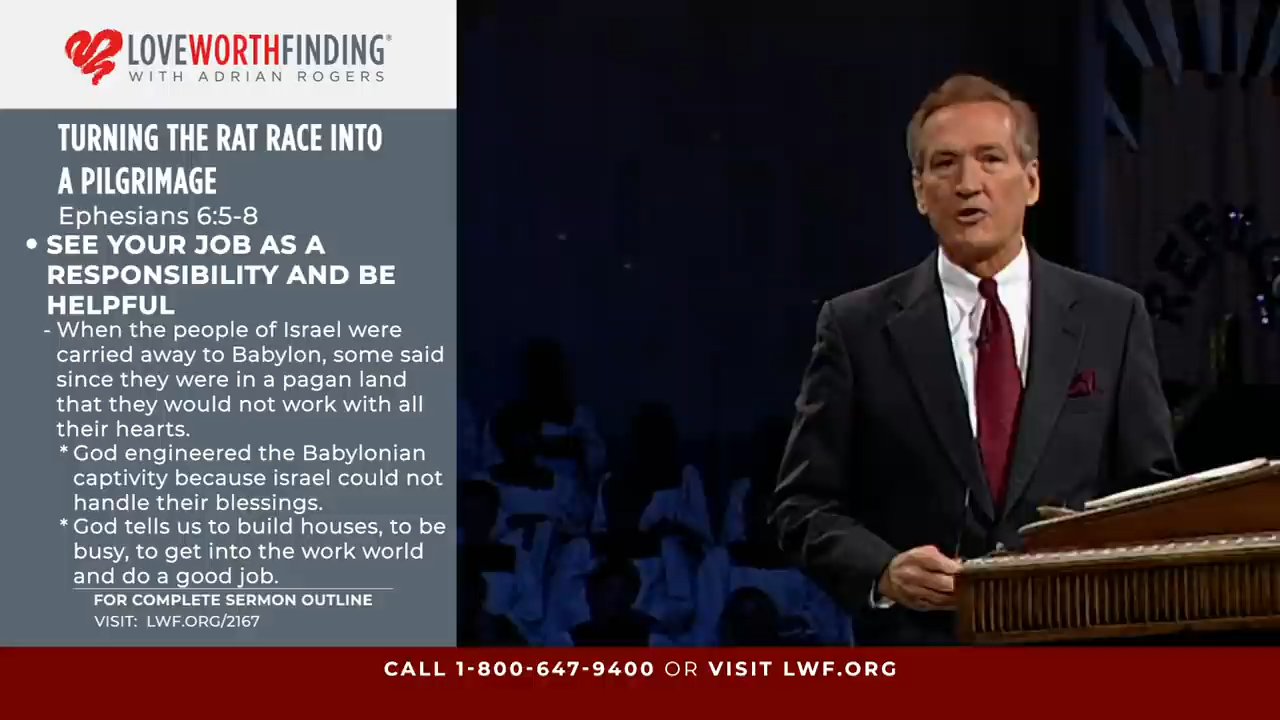 LOVEWORTHFINDING®
WITH ADRIAN ROGERS
TURNING THE RAT RACE INTO
A PILGRIMAGE
Ephesians 6:5-8
• SEE YOUR JOB AS A
RESPONSIBILITY AND BE
HELPFUL
- When the people of Israel were
carried away to Babylon, some said
since they were in a pagan land
that they would not work with all
their hearts.
* God engineered the Babylonian
captivity because israel could not
handle their blessings.
* God tells us to build houses, to be
busy, to get into the work world
and do a good job.
FOR COMPLETE SERMON OUTLINE
VISIT: LWF.ORG/2167
CALL 1-800-647-9400 OR VISIT LWF.ORG